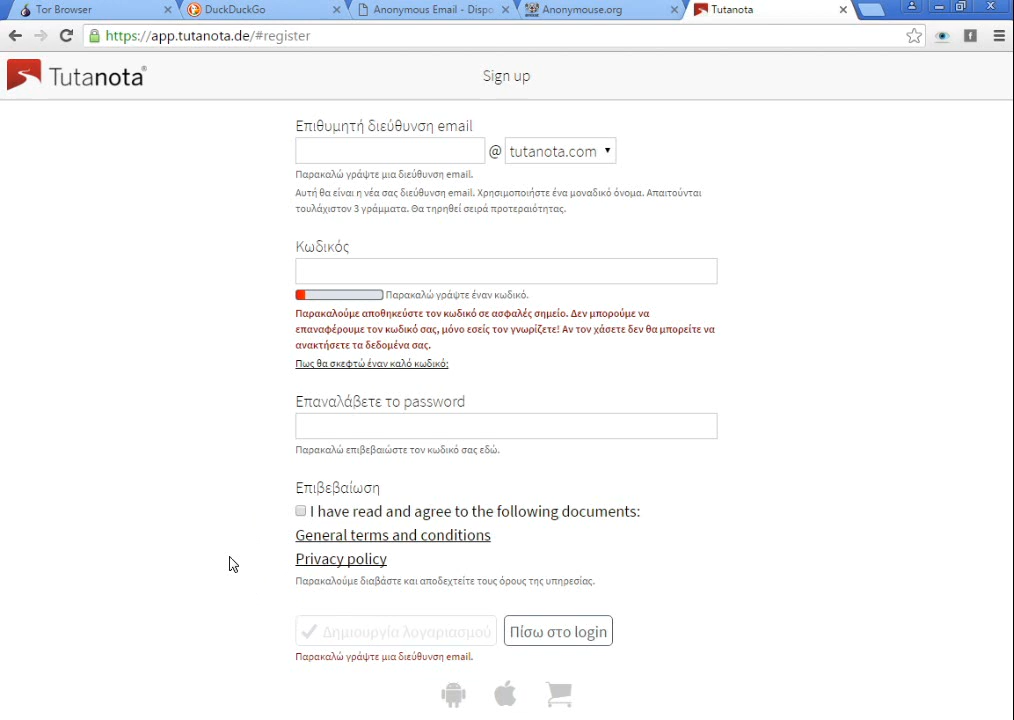 Tor Browser
DuckDuckGo
Anonymous Email - Dispo
Anonymouse.org
Tutanota
https://app.tutanota.de/#register
Tutanota®
Sign up
Επιθυμητή διεύθυνση email
@ tutanota.com
Παρακαλώ γράψτε μια διεύθυνση email.
Αυτή θα είναι η νέα σας διεύθυνση email. Χρησιμοποιήστε ένα μοναδικό όνομα. Απαιτούνται
τουλάχιστον 3 γράμματα. Θα τηρηθεί σειρά προτεραιότητας.
Κωδικός
Παρακαλώ γράψτε έναν κωδικό.
Παρακαλούμε αποθηκεύστε τον κωδικό σε ασφαλές σημείο. Δεν μπορούμε να
επαναφέρουμε τον κωδικό σας, μόνο εσείς τον γνωρίζετε! Αν τον χάσετε δεν θα μπορείτε να
ανακτήσετε τα δεδομένα σας.
Πως θα σκεφτώ έναν καλό κωδικό;
Επαναλάβετε το password
Παρακαλώ επιβεβαιώστε τον κωδικό σας εδώ.
Επιβεβαίωση
I have read and agree to the following documents:
General terms and conditions
Privacy policy
Παρακαλούμε διαβάστε και αποδεχτείτε τους όρους της υπηρεσίας.
Δημιουργία λογαριασμού
Πίσω στο login
Παρακαλώ γράψτε μια διεύθυνση email.